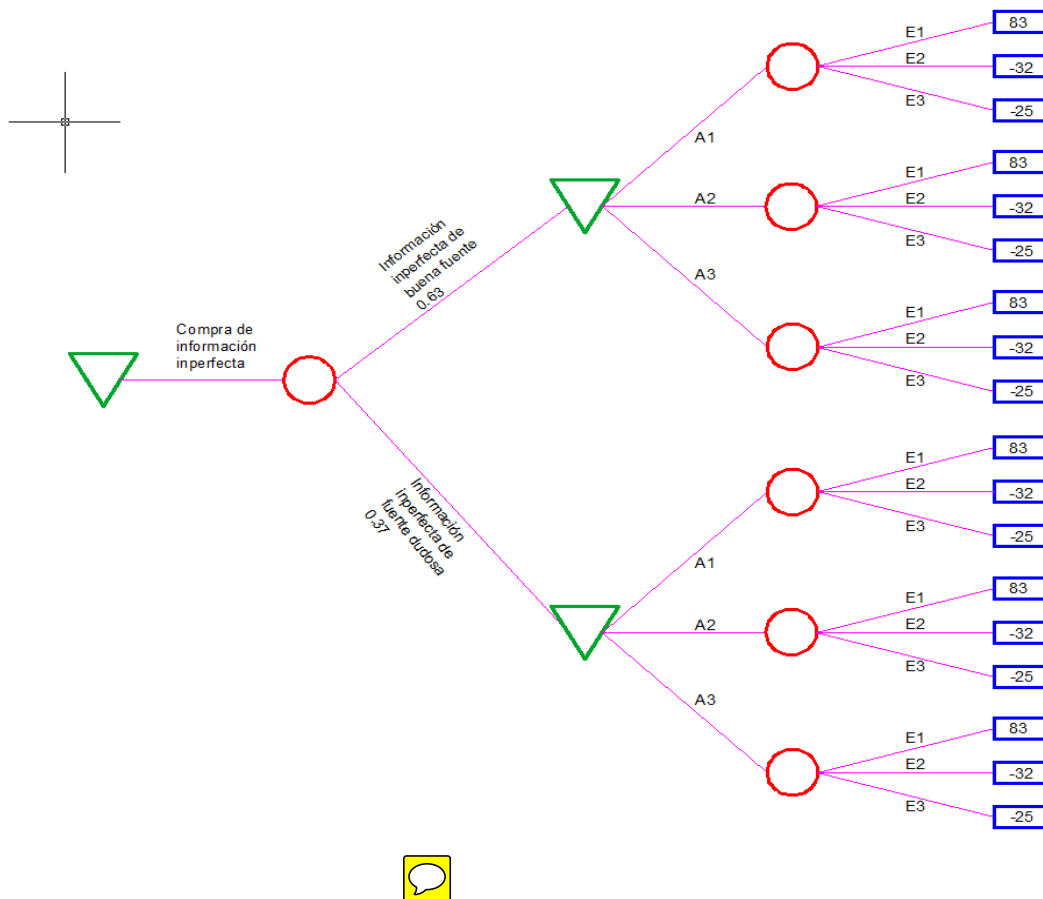 E1
83
E2
-32
E3
-25
A1
E1
83
A2
E2
-32
E3
-25
Información
inperfecta de
buena fuente
0.63
A3
E1
83
E2
-32
E3
-25
Compra de
información
inperfecta
E1
83
E2
-32
E3
-25
Información
inperfecta de
fuente dudosa
0.37
A1
E1
83
A2
E2
-32
E3
-25
A3
E1
83
E2
-32
E3
-25